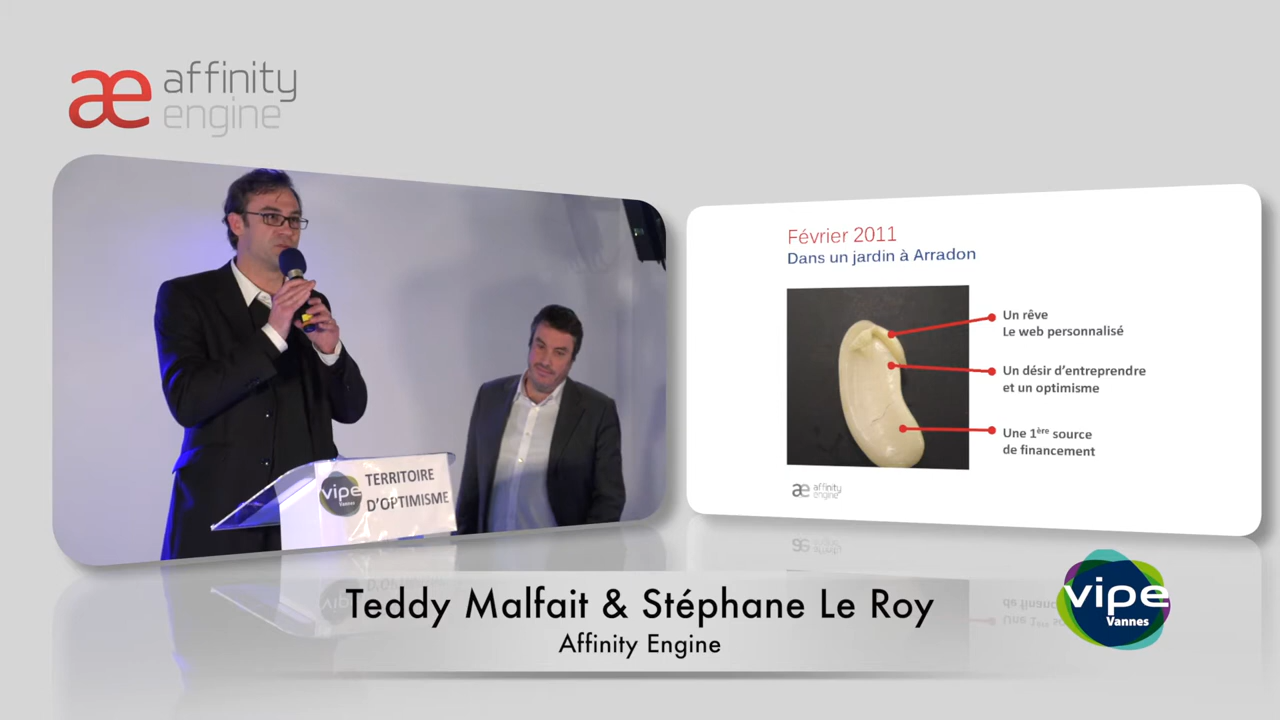 æ affinity
engine
vipe
Vannes
TERRITOIRE
D'OPTIMISME
Février 2011
Dans un jardin à Arradon
Un rêve
Le web personnalisé
Un désir d'entreprendre
et un optimisme
Une 1ère source
de financement
æ affinity
engine
Teddy Malfait & Stéphane Le Roy
Affinity Engine
vipe
Vannes